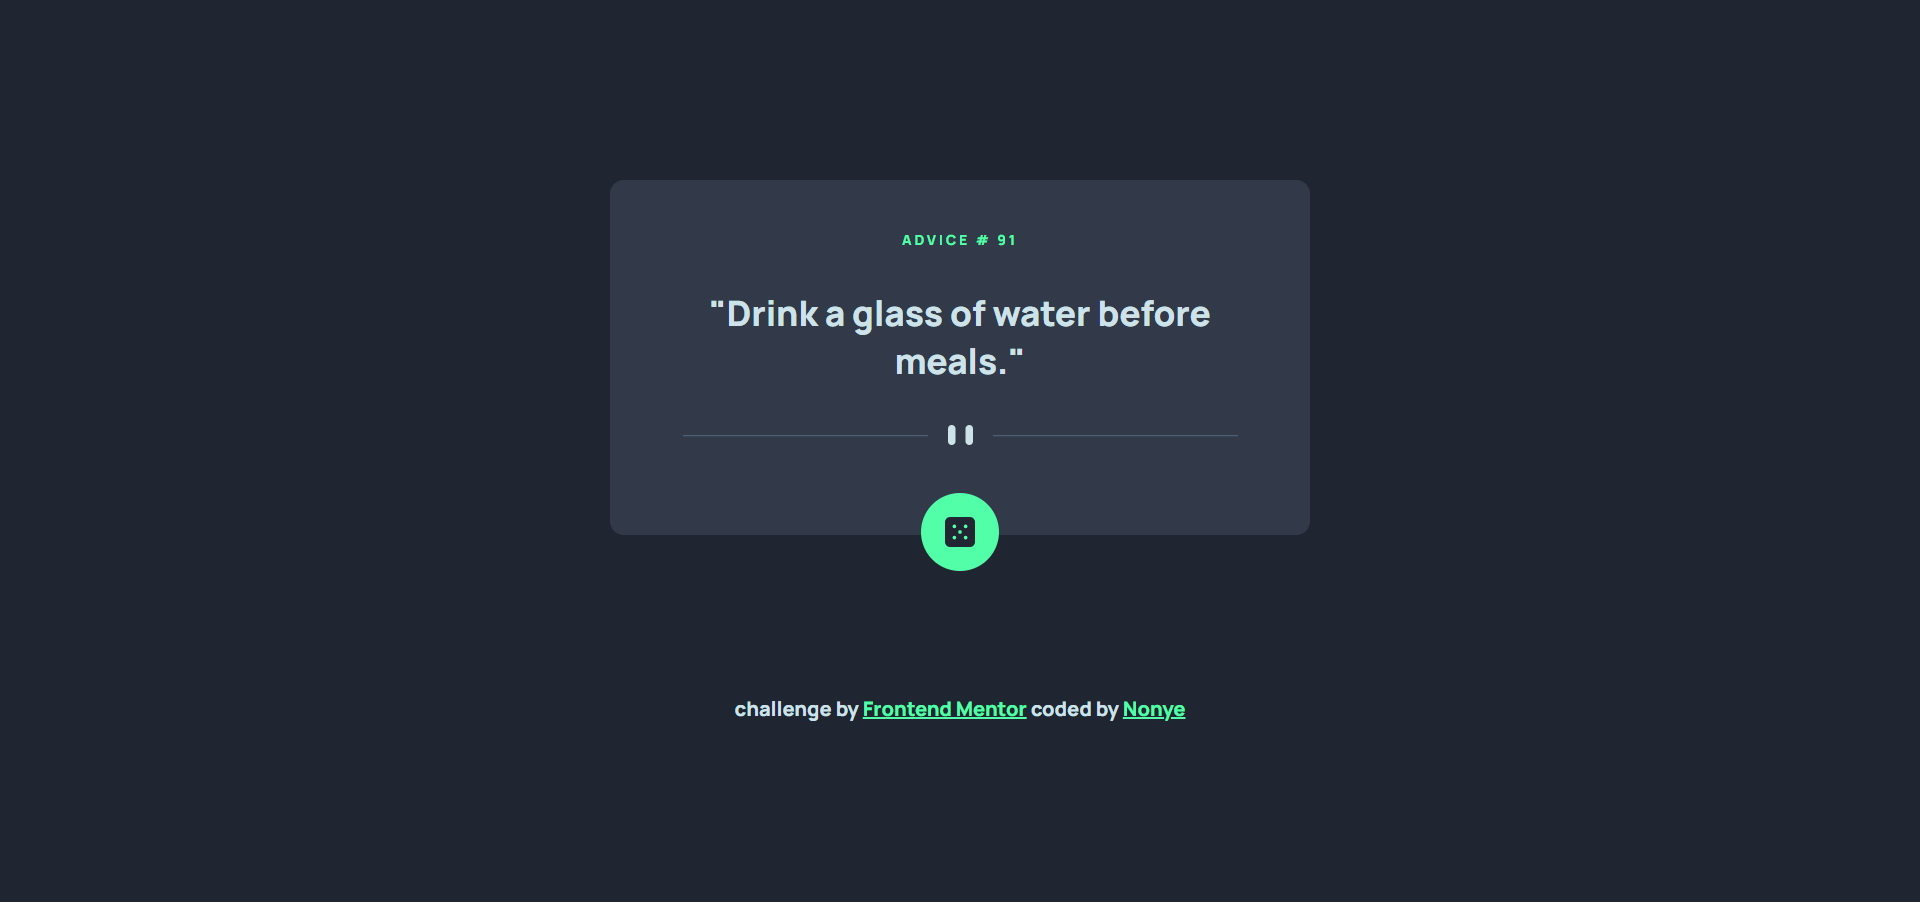 ADVICE # 91
"Drink a glass of water before
meals."
challenge by Frontend Mentor coded by Nonye